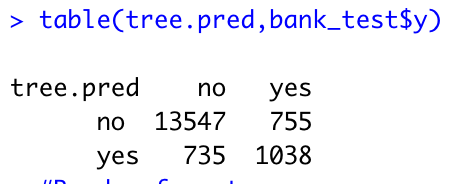 > table(tree.pred,bank_test$y)
tree.pred    no   yes
      no  13547   755
      yes   735  1038